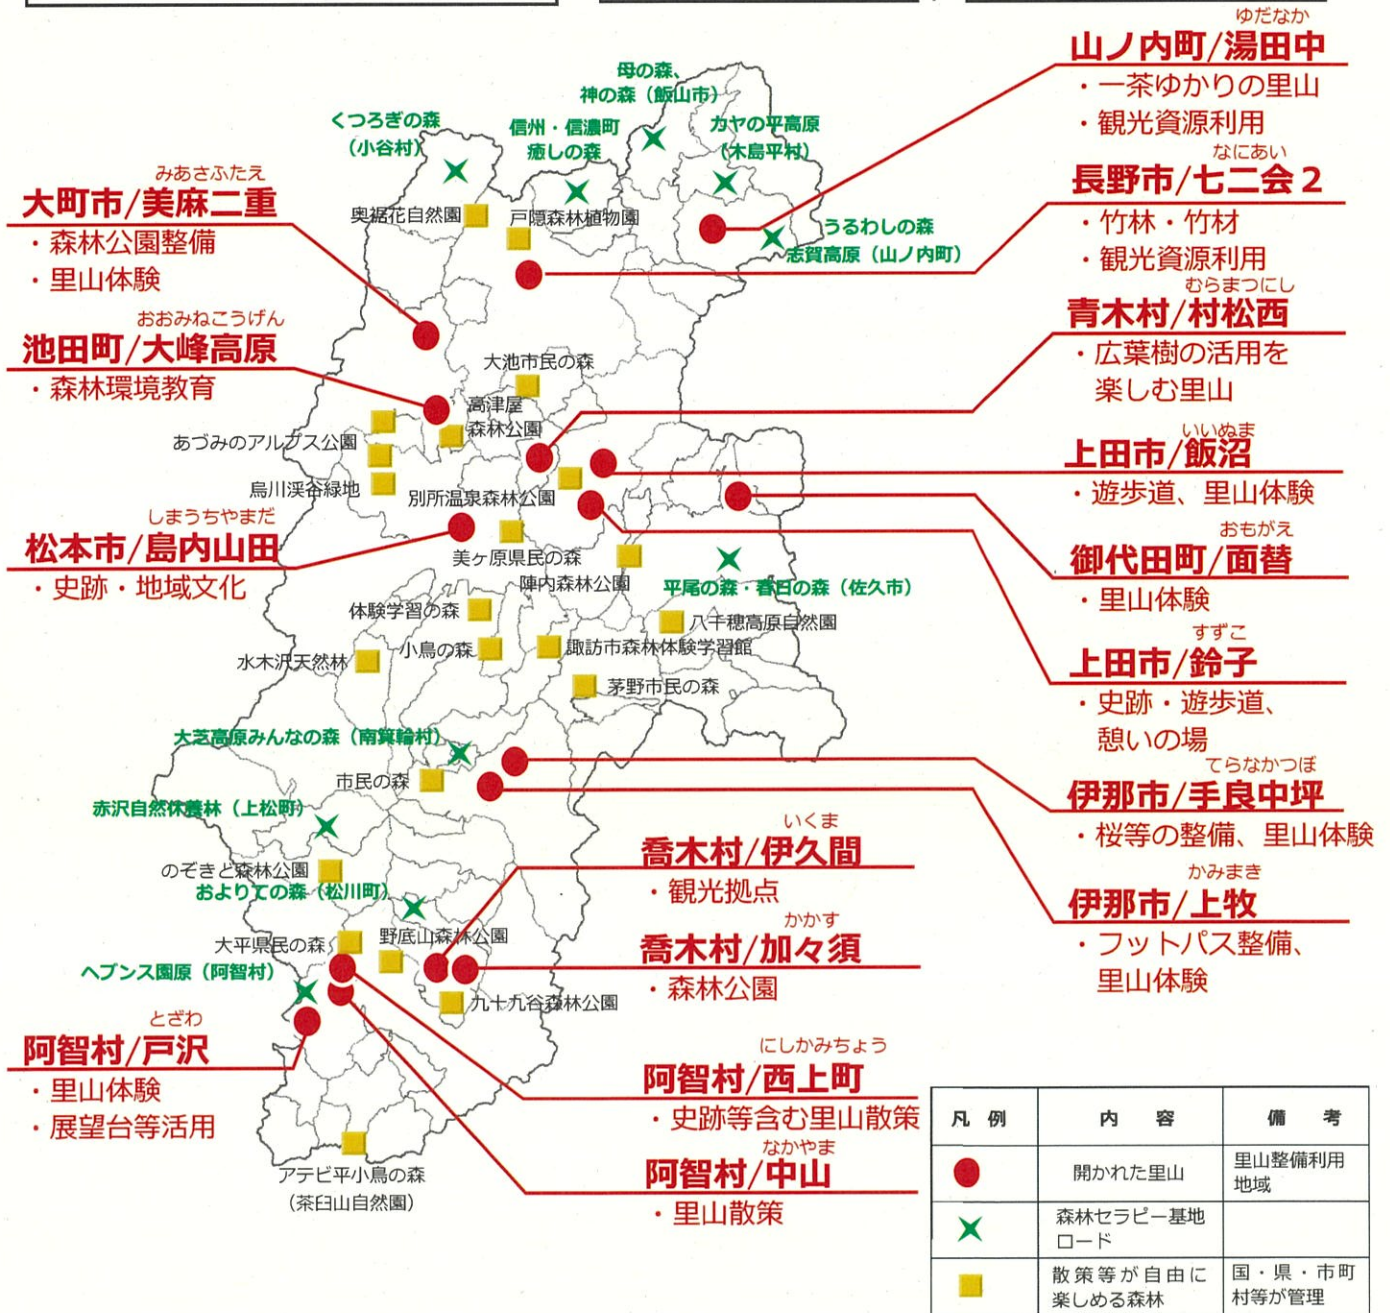 ゆだなか
山ノ内町/湯田中
・一茶ゆかりの里山
・観光資源利用
なにあい
長野市/七二会2
・竹林・竹材
・観光資源利用
むらまつにし
青木村/村松西
・広葉樹の活用を
楽しむ里山
いいぬま
上田市/飯沼
・遊歩道、里山体験
おもがえ
御代田町/面替
・里山体験
すずこ
上田市/鈴子
・史跡・遊歩道、
憩いの場
てらなかつぼ
伊那市/手良中坪
・桜等の整備、里山体験
かみまき
伊那市/上牧
・フットパス整備、
里山体験
みあさふたえ
大町市/美麻二重
・森林公園整備
・里山体験
おおみねこうげん
池田町/大峰高原
・森林環境教育
しまうちやまだ
松本市/島内山田
・史跡・地域文化
とざわ
阿智村/戸沢
・里山体験
・展望台等活用
いくま
喬木村/伊久間
・観光拠点
かかす
喬木村/加々須
・森林公園
にしかみちょう
阿智村/西上町
・史跡等含む里山散策
なかやま
阿智村/中山
・里山散策
母の森、
神の森（飯山市）
くつろぎの森
（小谷村）
信州・信濃町
癒しの森
カヤの平高原
（木島平村）
うるわしの森
志賀高原（山ノ内町）
奥裾花自然園
戸隠森林植物園
大池市民の森
高津屋
森林公園
あづみのアルプス公園
烏川渓谷緑地
別所温泉森林公園
美ヶ原県民の森
陣内森林公園
平尾の森・春日の森（佐久市）
体験学習の森
八千穂高原自然園
小鳥の森
諏訪市森林体験学習館
水木沢天然林
茅野市民の森
大芝高原みんなの森（南箕輪村）
市民の森
赤沢自然休養林（上松町）
のぞきど森林公園
およりての森（松川町）
大平県民の森
野底山森林公園
ヘブンス園原（阿智村）
九十九谷森林公園
アテビ平小鳥の森
（茶臼山自然園）
凡 例
内 容
備 考
開かれた里山
里山整備利用
地域
森林セラピー基地
ロード
散策等が自由に
楽しめる森林
国・県・市町
村等が管理